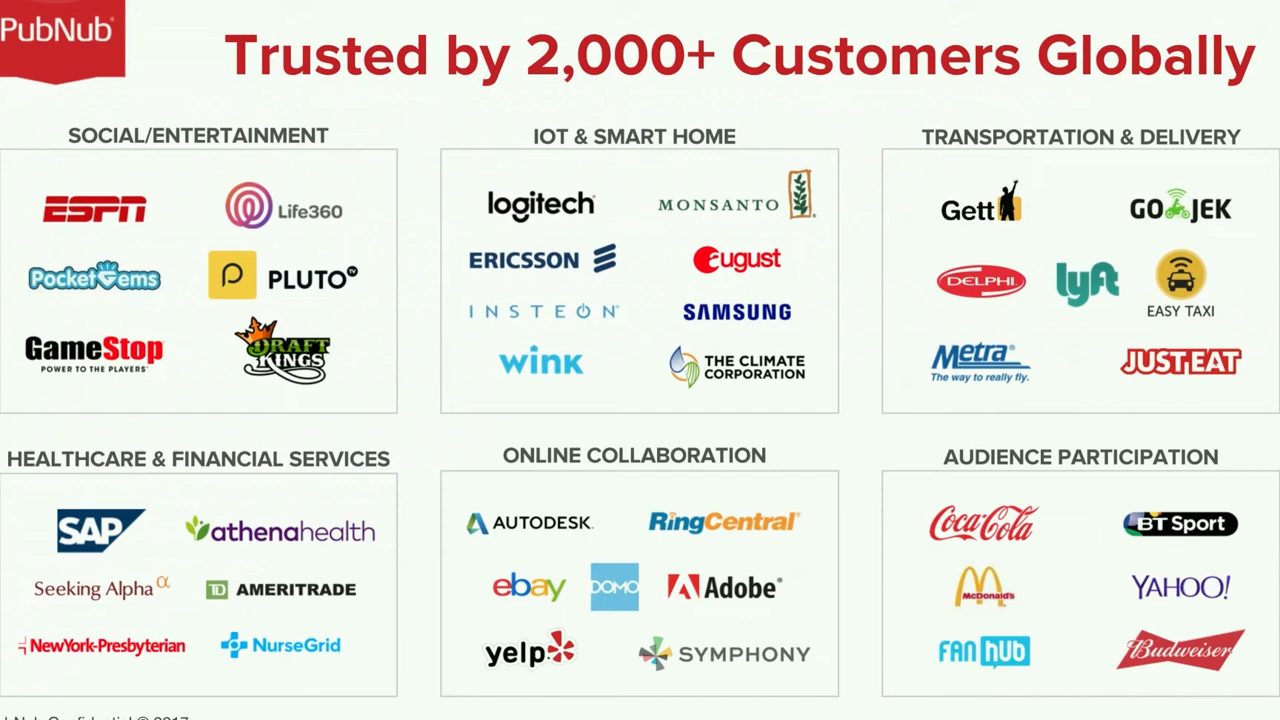 PubNub
Trusted by 2,000+ Customers Globally
SOCIAL/ENTERTAINMENT
ESPN
Life360
PocketGems
PLUTO TV
GameStop
POWER TO THE PLAYERS
DRAFT
KINGS
IOT & SMART HOME
logitech
MONSANTO
ERICSSON
august
INSTEON
SAMSUNG
wink
THE CLIMATE
CORPORATION
TRANSPORTATION & DELIVERY
Gett
GOJEK
DELPHI
lyft
EASY TAXI
Metra
The way to really fly.
JUST EAT
HEALTHCARE & FINANCIAL SERVICES
SAP
athenahealth
Seeking Alpha α
TD AMERITRADE
NewYork-Presbyterian
NurseGrid
ONLINE COLLABORATION
AUTODESK
RingCentral
ebay
DOMO
Adobe
yelp
SYMPHONY
AUDIENCE PARTICIPATION
Coca-Cola
BT Sport
McDonald's
YAHOO!
FAN hub
Budweiser